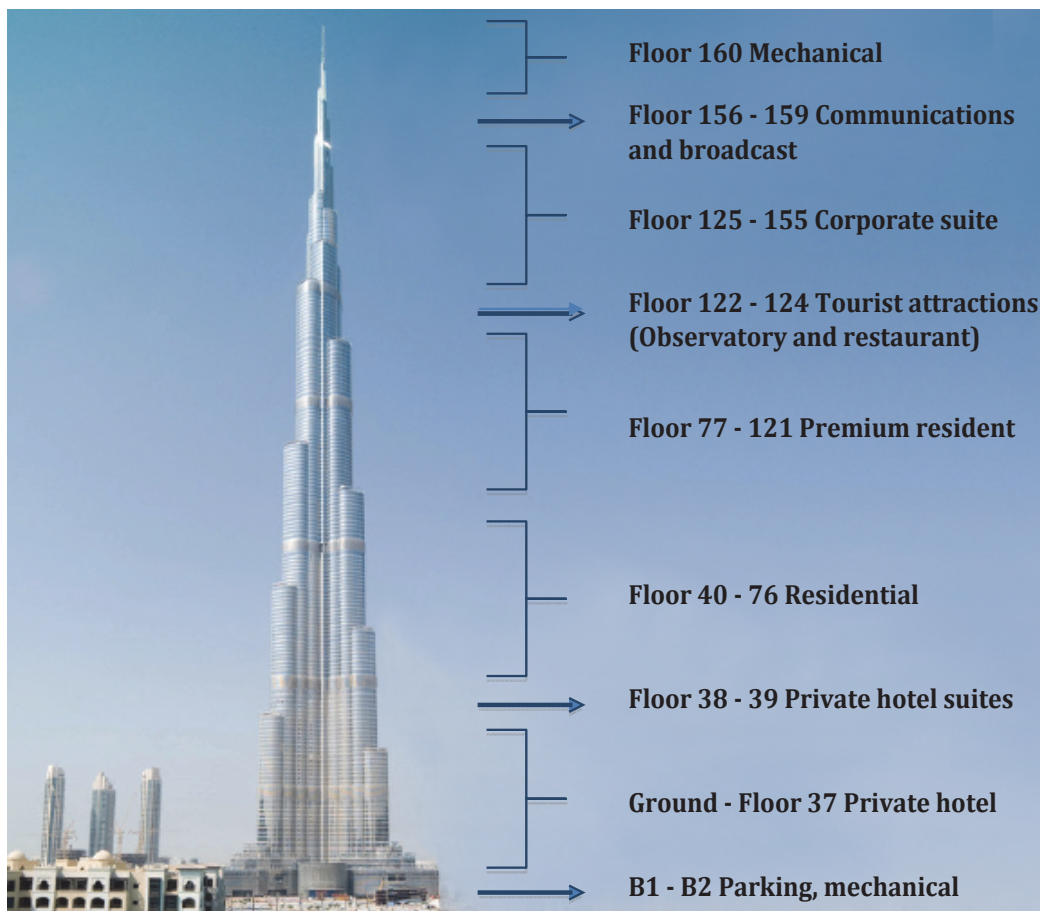 Floor 160 Mechanical
Floor 156 - 159 Communications
and broadcast
Floor 125 - 155 Corporate suite
Floor 122 - 124 Tourist attractions
(Observatory and restaurant)
Floor 77 - 121 Premium resident
Floor 40 - 76 Residential
Floor 38 - 39 Private hotel suites
Ground - Floor 37 Private hotel
B1 - B2 Parking, mechanical